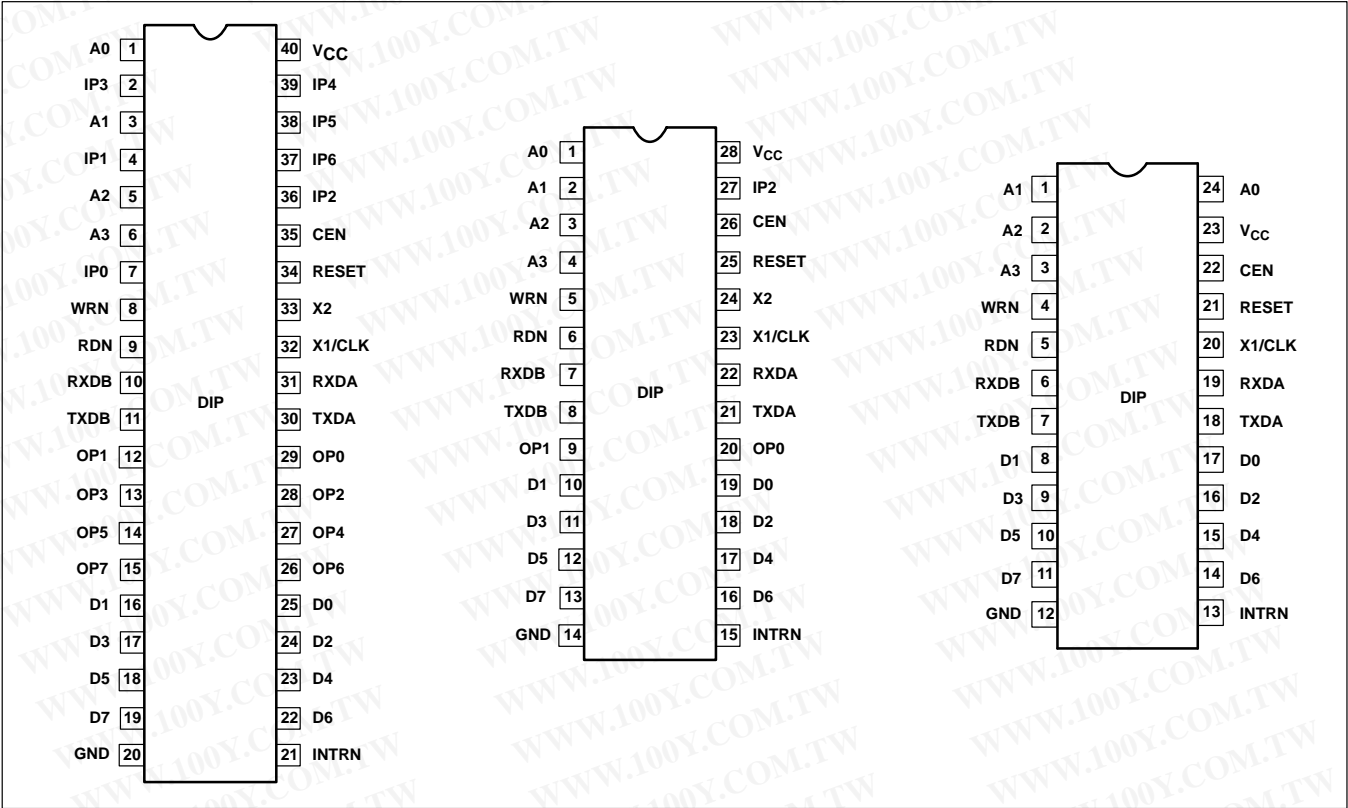 A0 1 40 VCC
IP3 2 39 IP4
A1 3 38 IP5
IP1 4 37 IP6
A2 5 36 IP2
A3 6 35 CEN
IP0 7 34 RESET
WRN 8 33 X2
RDN 9 32 X1/CLK
RXDB 10 31 RXDA
DIP
TXDB 11 30 TXDA
OP1 12 29 OP0
OP3 13 28 OP2
OP5 14 27 OP4
OP7 15 26 OP6
D1 16 25 D0
D3 17 24 D2
D5 18 23 D4
D7 19 22 D6
GND 20 21 INTRN
A0 1 28 VCC
A1 2 27 IP2
A2 3 26 CEN
A3 4 25 RESET
WRN 5 24 X2
RDN 6 23 X1/CLK
RXDB 7 22 RXDA
DIP
TXDB 8 21 TXDA
OP1 9 20 OP0
D1 10 19 D0
D3 11 18 D2
D5 12 17 D4
D7 13 16 D6
GND 14 15 INTRN
A1 1 24 A0
A2 2 23 VCC
A3 3 22 CEN
WRN 4 21 RESET
RDN 5 20 X1/CLK
RXDB 6 19 RXDA
DIP
TXDB 7 18 TXDA
D1 8 17 D0
D3 9 16 D2
D5 10 15 D4
D7 11 14 D6
GND 12 13 INTRN
WWW.100Y.COM.TW